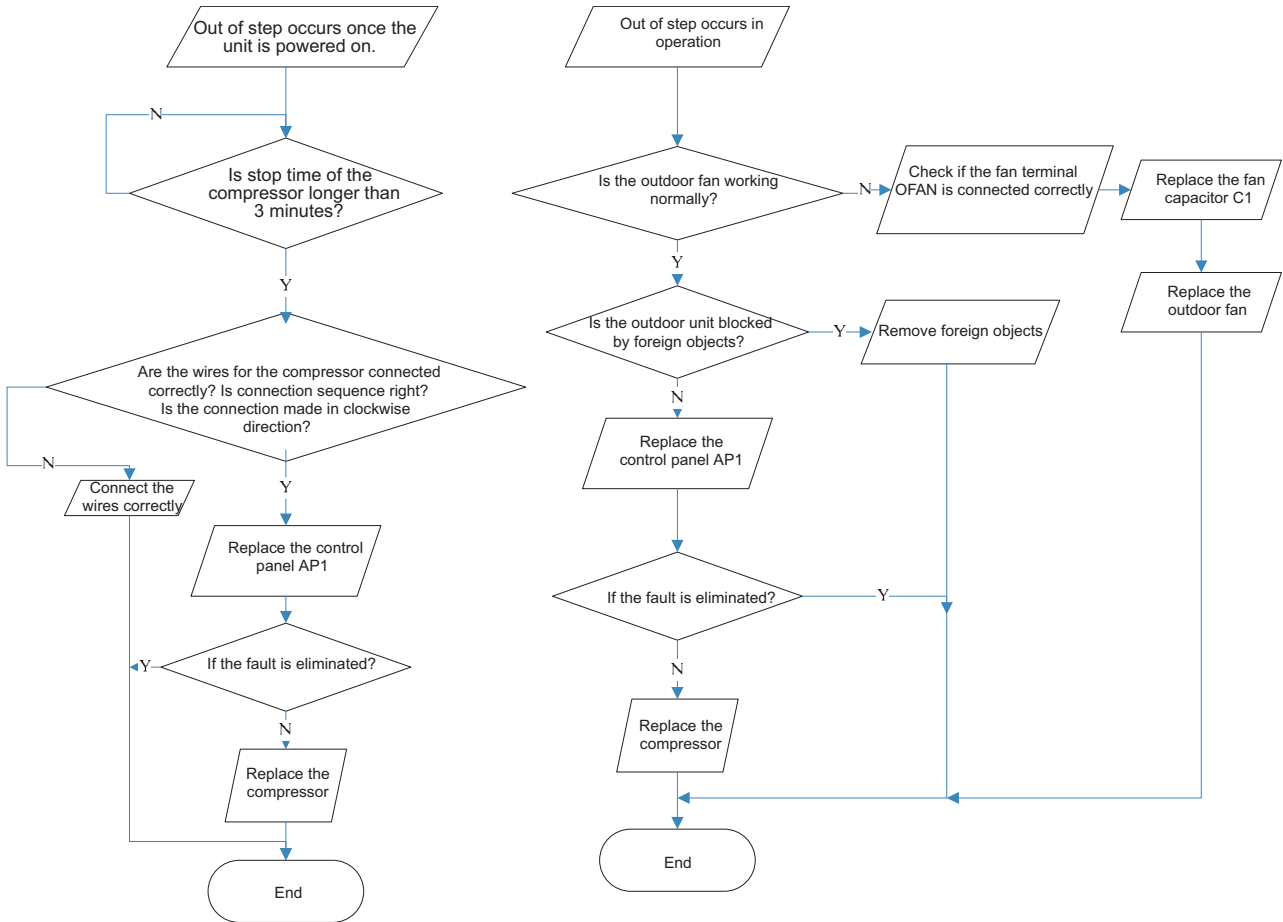 Out of step occurs once the
unit is powered on.
N
Is stop time of the
compressor longer than
3 minutes?
Y
Are the wires for the compressor connected
correctly? Is connection sequence right?
Is the connection made in clockwise
direction?
N
Connect the
wires correctly
Y
Replace the control
panel AP1
If the fault is eliminated?
Y
N
Replace the
compressor
End
Out of step occurs in
operation
Is the outdoor fan working
normally?
N
Check if the fan terminal
OFAN is connected correctly
Replace the fan
capacitor C1
Replace the
outdoor fan
Y
Is the outdoor unit blocked
by foreign objects?
Y
Remove foreign objects
N
Replace the
control panel AP1
If the fault is eliminated?
Y
N
Replace the
compressor
End